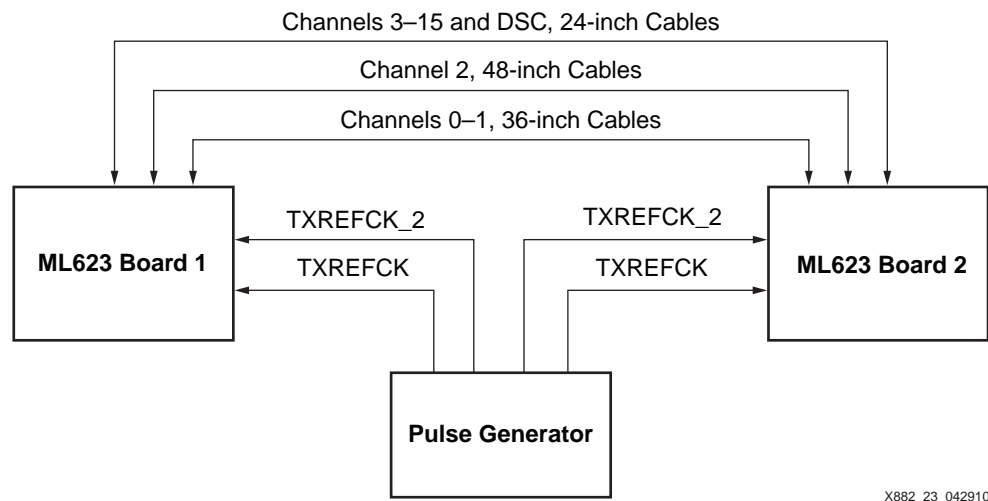 Channels 3–15 and DSC, 24-inch Cables
Channel 2, 48-inch Cables
Channels 0–1, 36-inch Cables
ML623 Board 1
TXREFCK_2
TXREFCK
TXREFCK_2
TXREFCK
ML623 Board 2
Pulse Generator
X882_23_042910